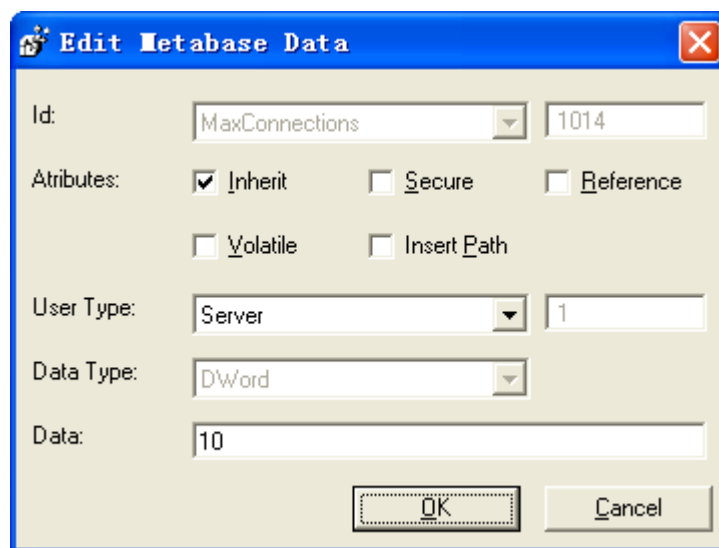 Edit Metabase Data
Id: MaxConnections 1014
Atributes: Inherit Secure Reference
Volatile Insert Path
User Type: Server 1
Data Type: DWord
Data: 10
OK Cancel